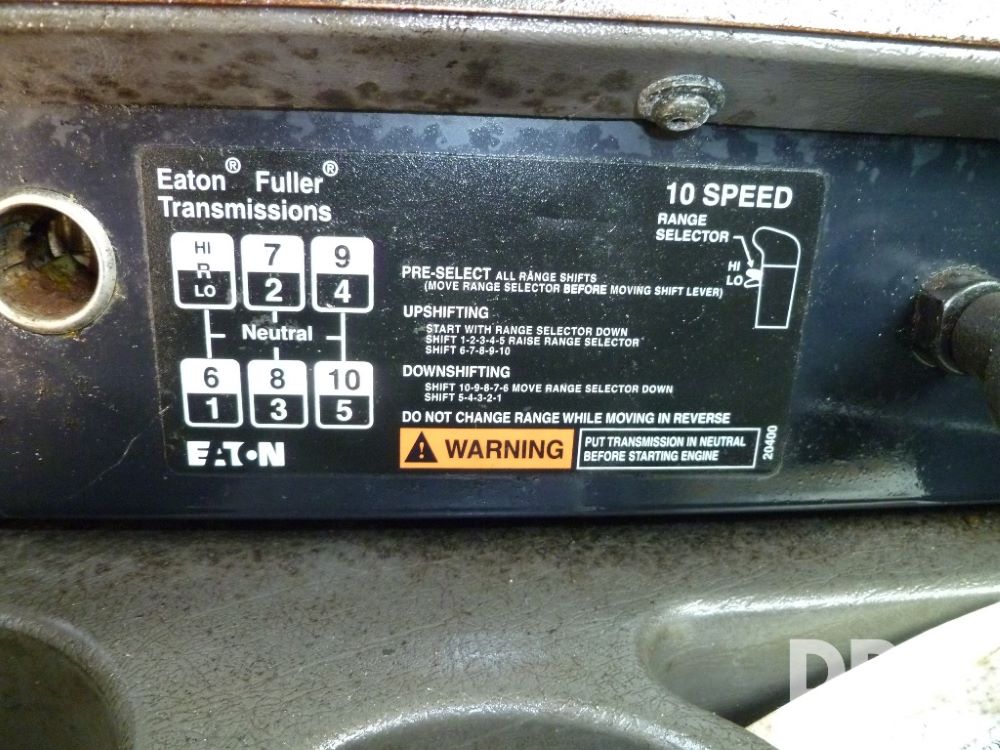 Eaton® Fuller®
Transmissions
10 SPEED
RANGE
SELECTOR
HI
LO
HI
R
LO
7
2
9
4
Neutral
6
1
8
3
10
5
EATON
PRE-SELECT ALL RANGE SHIFTS
(MOVE RANGE SELECTOR BEFORE MOVING SHIFT LEVER)
UPSHIFTING
START WITH RANGE SELECTOR DOWN
SHIFT 1-2-3-4-5 RAISE RANGE SELECTOR
SHIFT 6-7-8-9-10
DOWNSHIFTING
SHIFT 10-9-8-7-6 MOVE RANGE SELECTOR DOWN
SHIFT 5-4-3-2-1
DO NOT CHANGE RANGE WHILE MOVING IN REVERSE
WARNING
PUT TRANSMISSION IN NEUTRAL
BEFORE STARTING ENGINE
20400